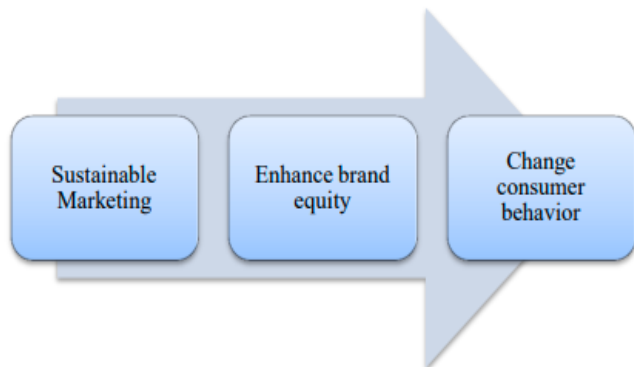 Sustainable
Marketing
Enhance brand
equity
Change
consumer
behavior